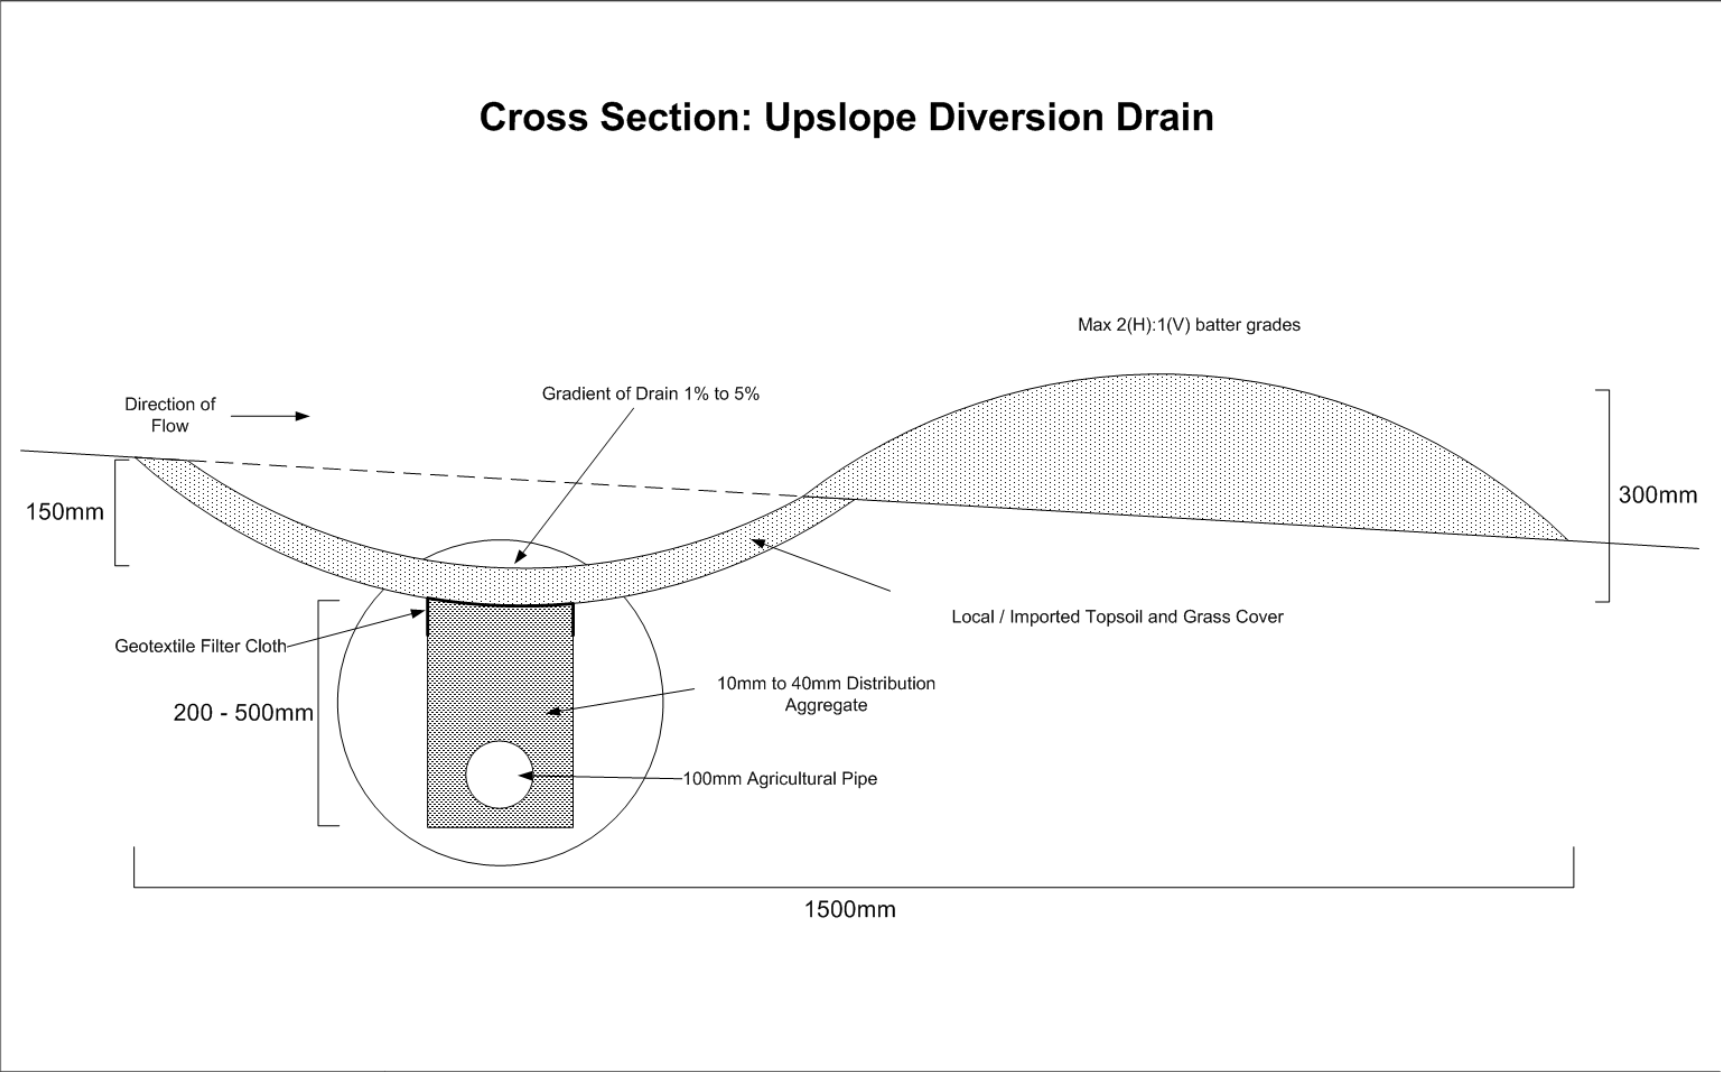 Cross Section: Upslope Diversion Drain
Max 2(H):1(V) batter grades
Gradient of Drain 1% to 5%
Direction of
Flow
150mm
300mm
Local / Imported Topsoil and Grass Cover
Geotextile Filter Cloth
10mm to 40mm Distribution
Aggregate
200 - 500mm
100mm Agricultural Pipe
1500mm